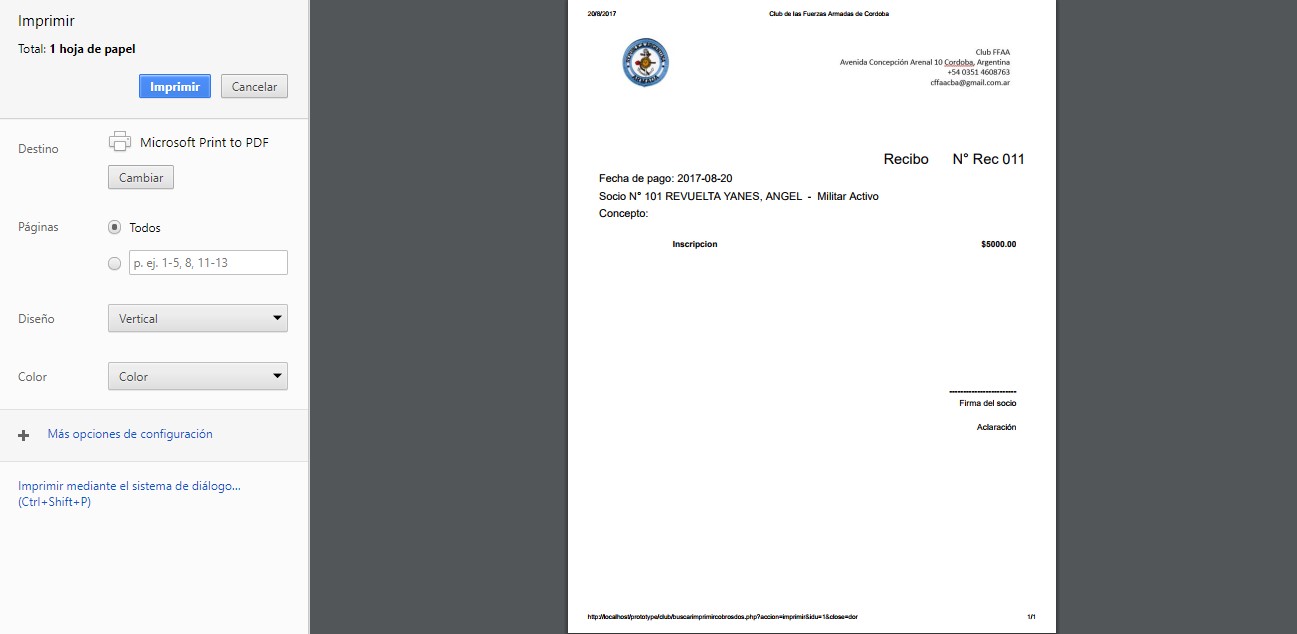 Imprimir
Total: 1 hoja de papel
Imprimir
Cancelar
Destino
Microsoft Print to PDF
Cambiar
Páginas
Todos
p. ej. 1-5, 8, 11-13
Diseño
Vertical
Color
Color
Más opciones de configuración
Imprimir mediante el sistema de diálogo...
(Ctrl+Shift+P)
20/8/2017
Club de las Fuerzas Armadas de Cordoba
REPUBLICA ARGENTINA
ARMADA
Club FFAA
Avenida Concepción Arenal 10 Cordoba, Argentina
+54 0351 4608763
cffaacba@gmail.com.ar
Recibo N° Rec 011
Fecha de pago: 2017-08-20
Socio N° 101 REVUELTA YANES, ANGEL - Militar Activo
Concepto:
Inscripcion $5000.00
------------------------
Firma del socio
Aclaración
http://localhost/prototype/club/buscarimprimircobrosdos.php?accion=imprimir&idu=1&close=dor
1/1